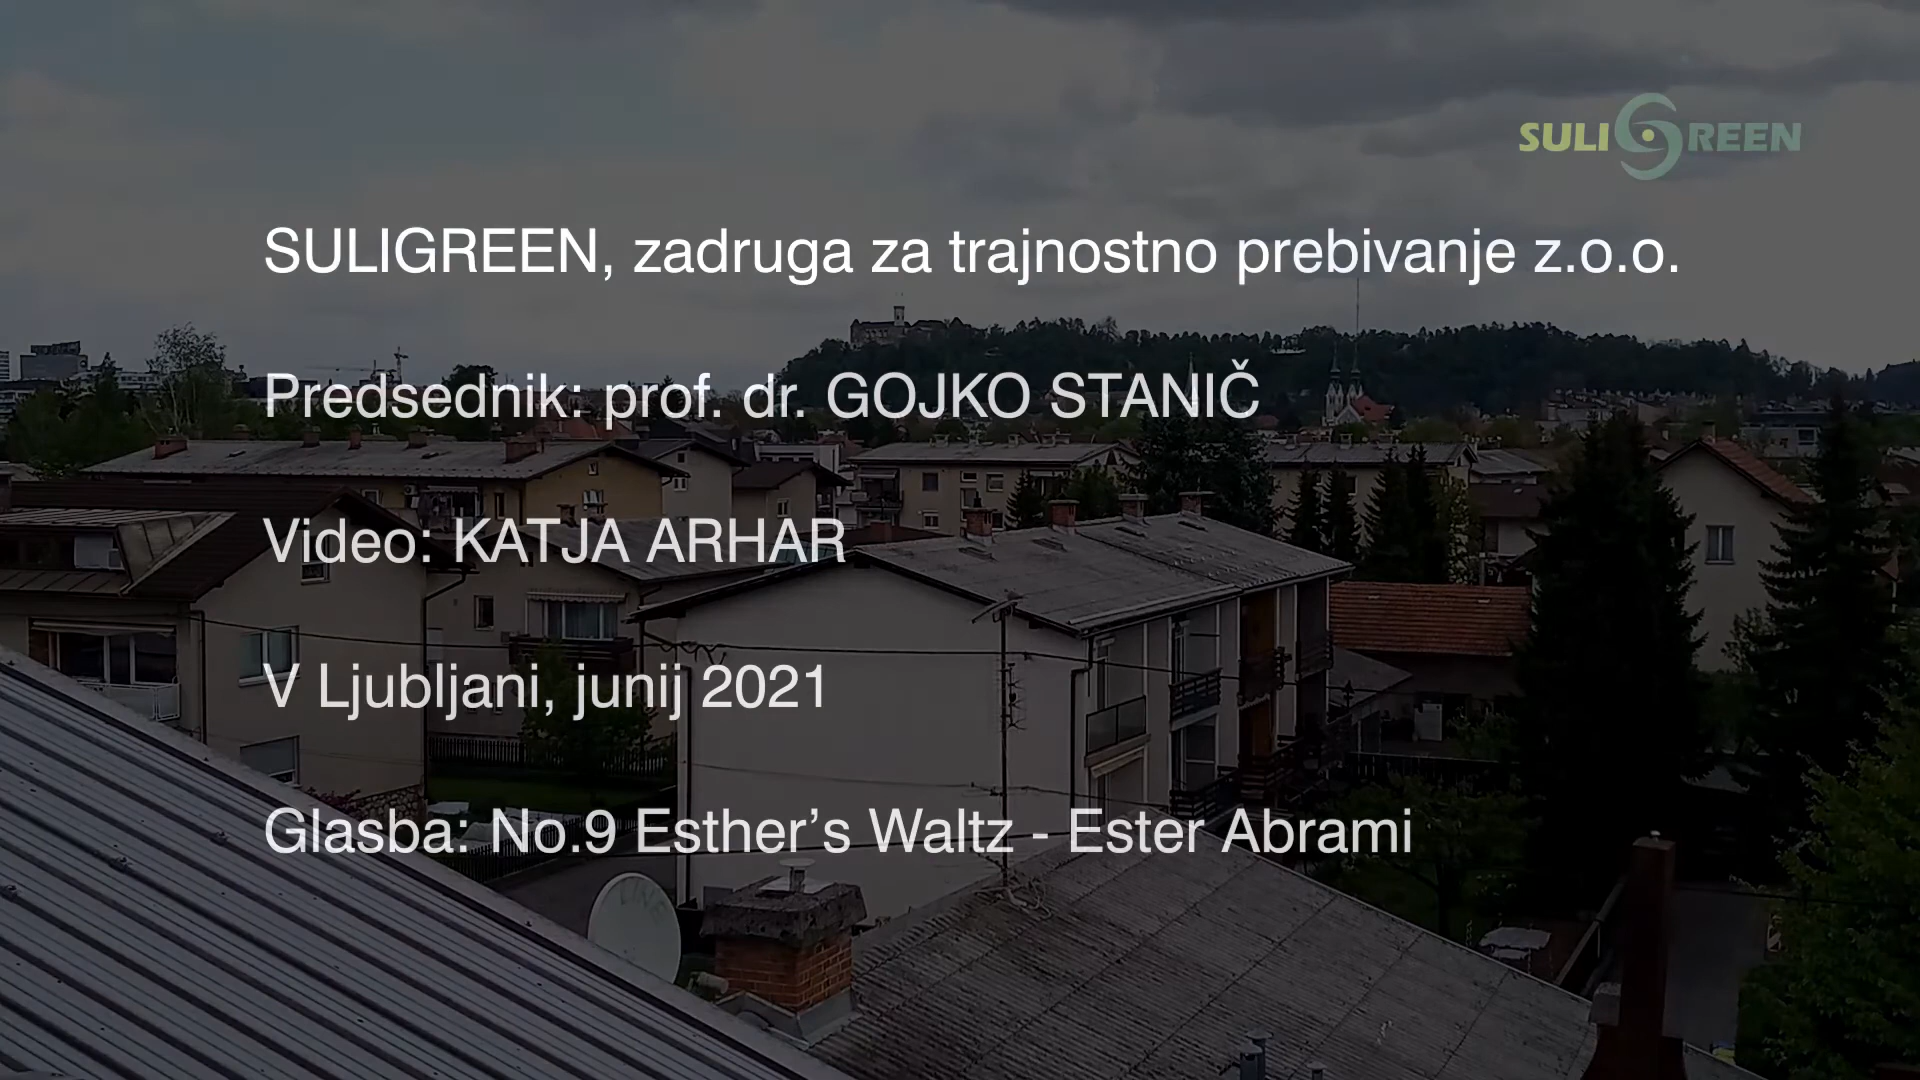 SULIGREEN
SULIGREEN, zadruga za trajnostno prebivanje z.o.o.
Predsednik: prof. dr. GOJKO STANIČ
Video: KATJA ARHAR
V Ljubljani, junij 2021
Glasba: No.9 Esther’s Waltz - Ester Abrami